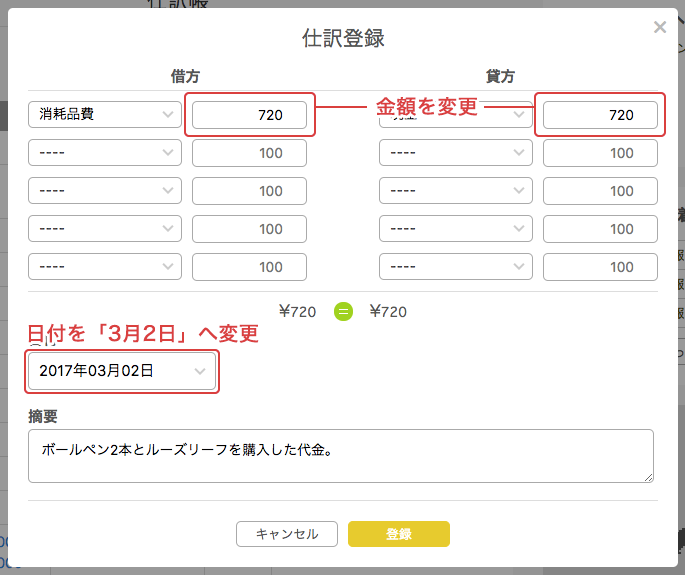 仕訳帳
仕訳登録
×
借方 貸方
消耗品費 720 金額を変更 720
---- 100 ---- 100
---- 100 ---- 100
---- 100 ---- 100
---- 100 ---- 100
¥720 = ¥720
日付を「3月2日」へ変更
2017年03月02日
摘要
ボールペン2本とルーズリーフを購入した代金。
キャンセル 登録